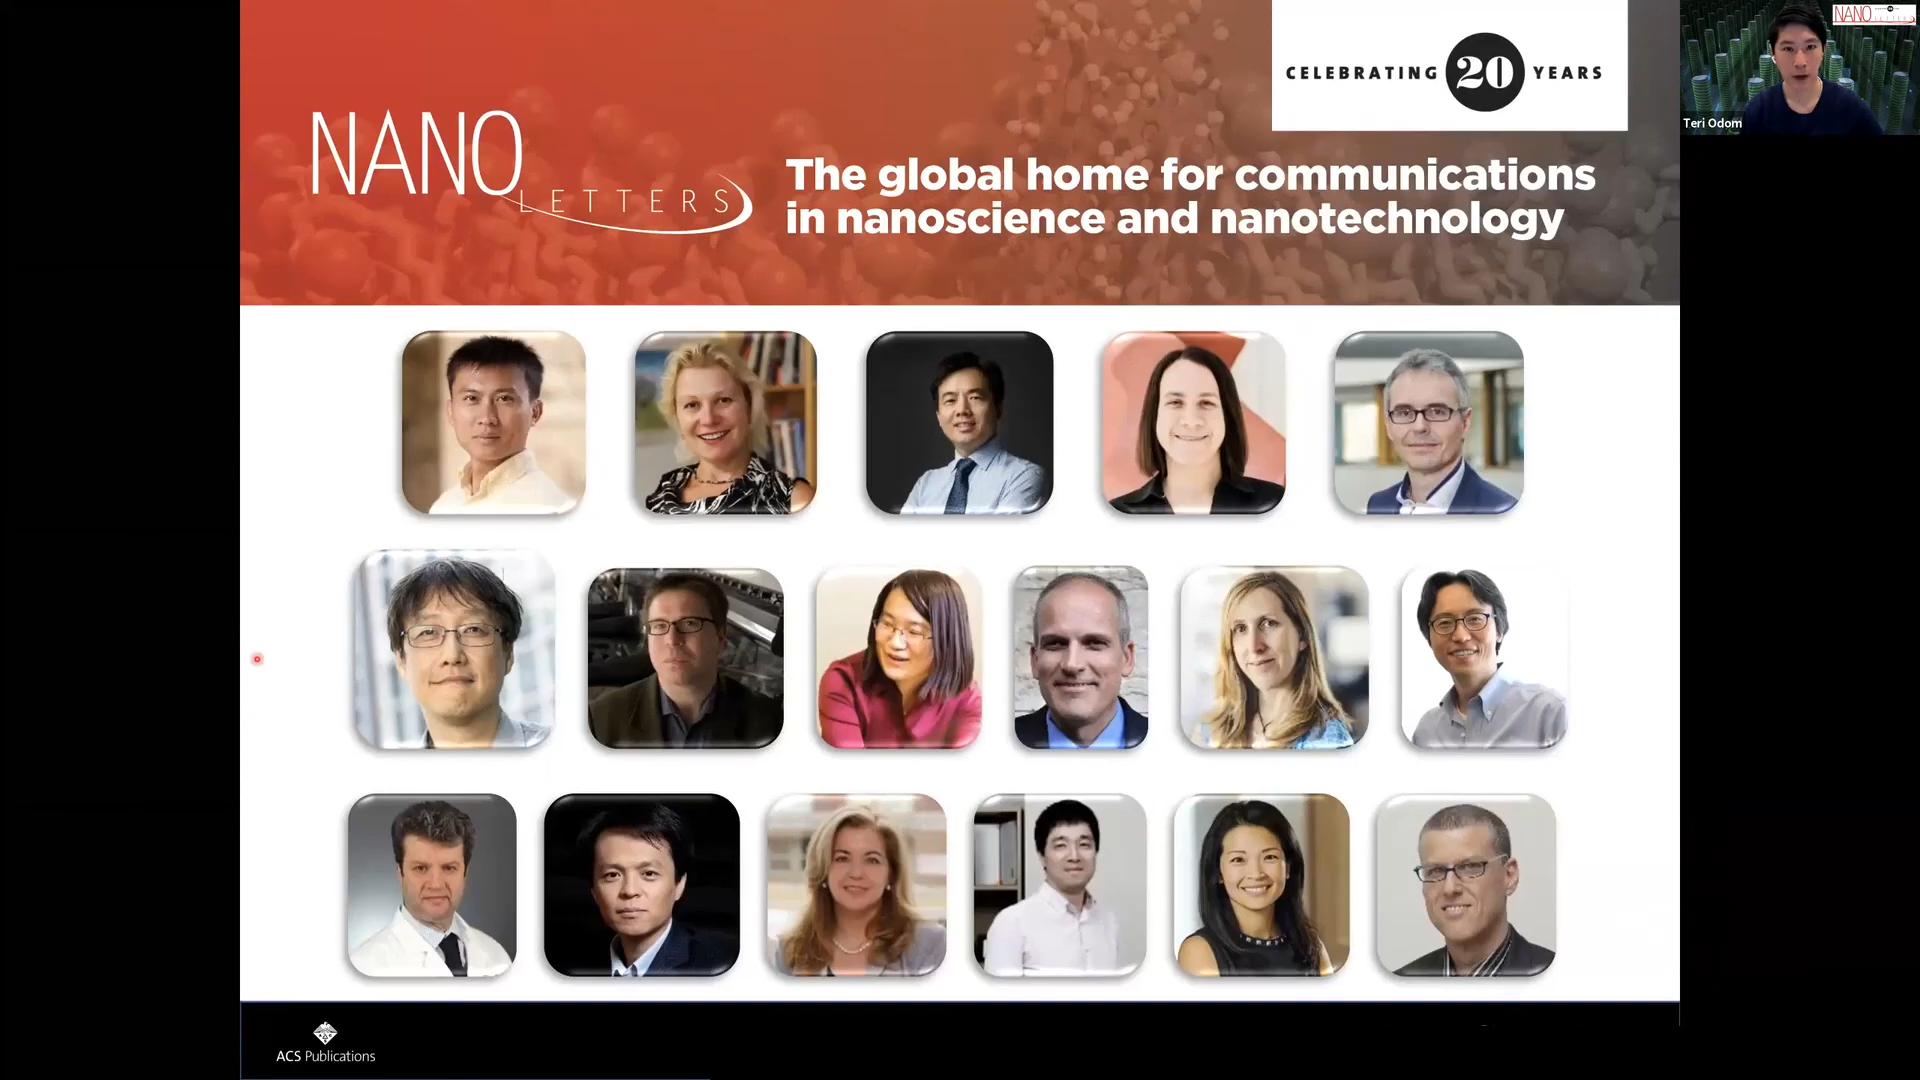 CELEBRATING 20 YEARS
NANO
LETTERS
The global home for communications
in nanoscience and nanotechnology
NANO
LETTERS
Teri Odom
ACS Publications